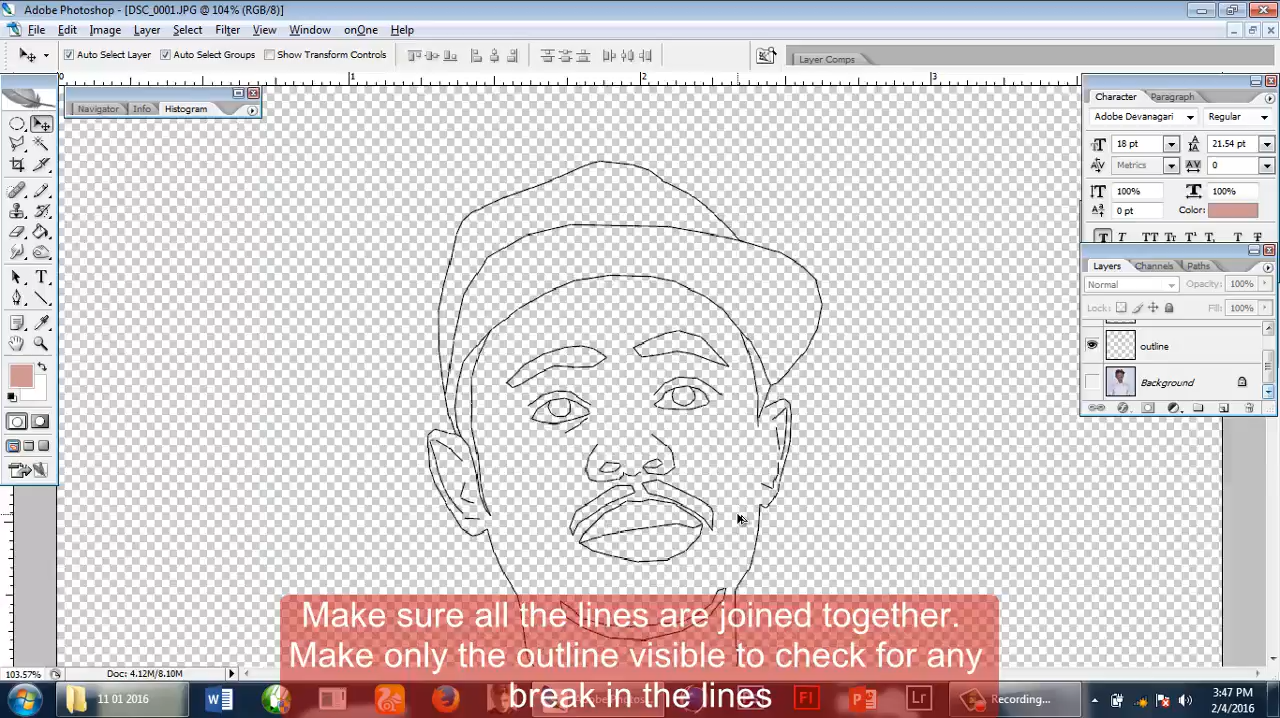 Adobe Photoshop - [DSC_0001.JPG @ 104% (RGB/8)]
File Edit Image Layer Select Filter View Window onOne Help
Auto Select Layer Auto Select Groups Show Transform Controls
Layer Comps
0 1 2 3
Navigator Info Histogram
Character Paragraph
Adobe Devanagari Regular
18 pt 21.54 pt
Metrics 0
100% 100%
0 pt Color:
Layers Channels Paths
Normal Opacity: 100%
Lock: Fill: 100%
outline
Background
Make sure all the lines are joined together.
Make only the outline visible to check for any
break in the lines
103.57% Doc: 4.12M/8.10M
11 01 2016
Recording...
3:47 PM
2/4/2016